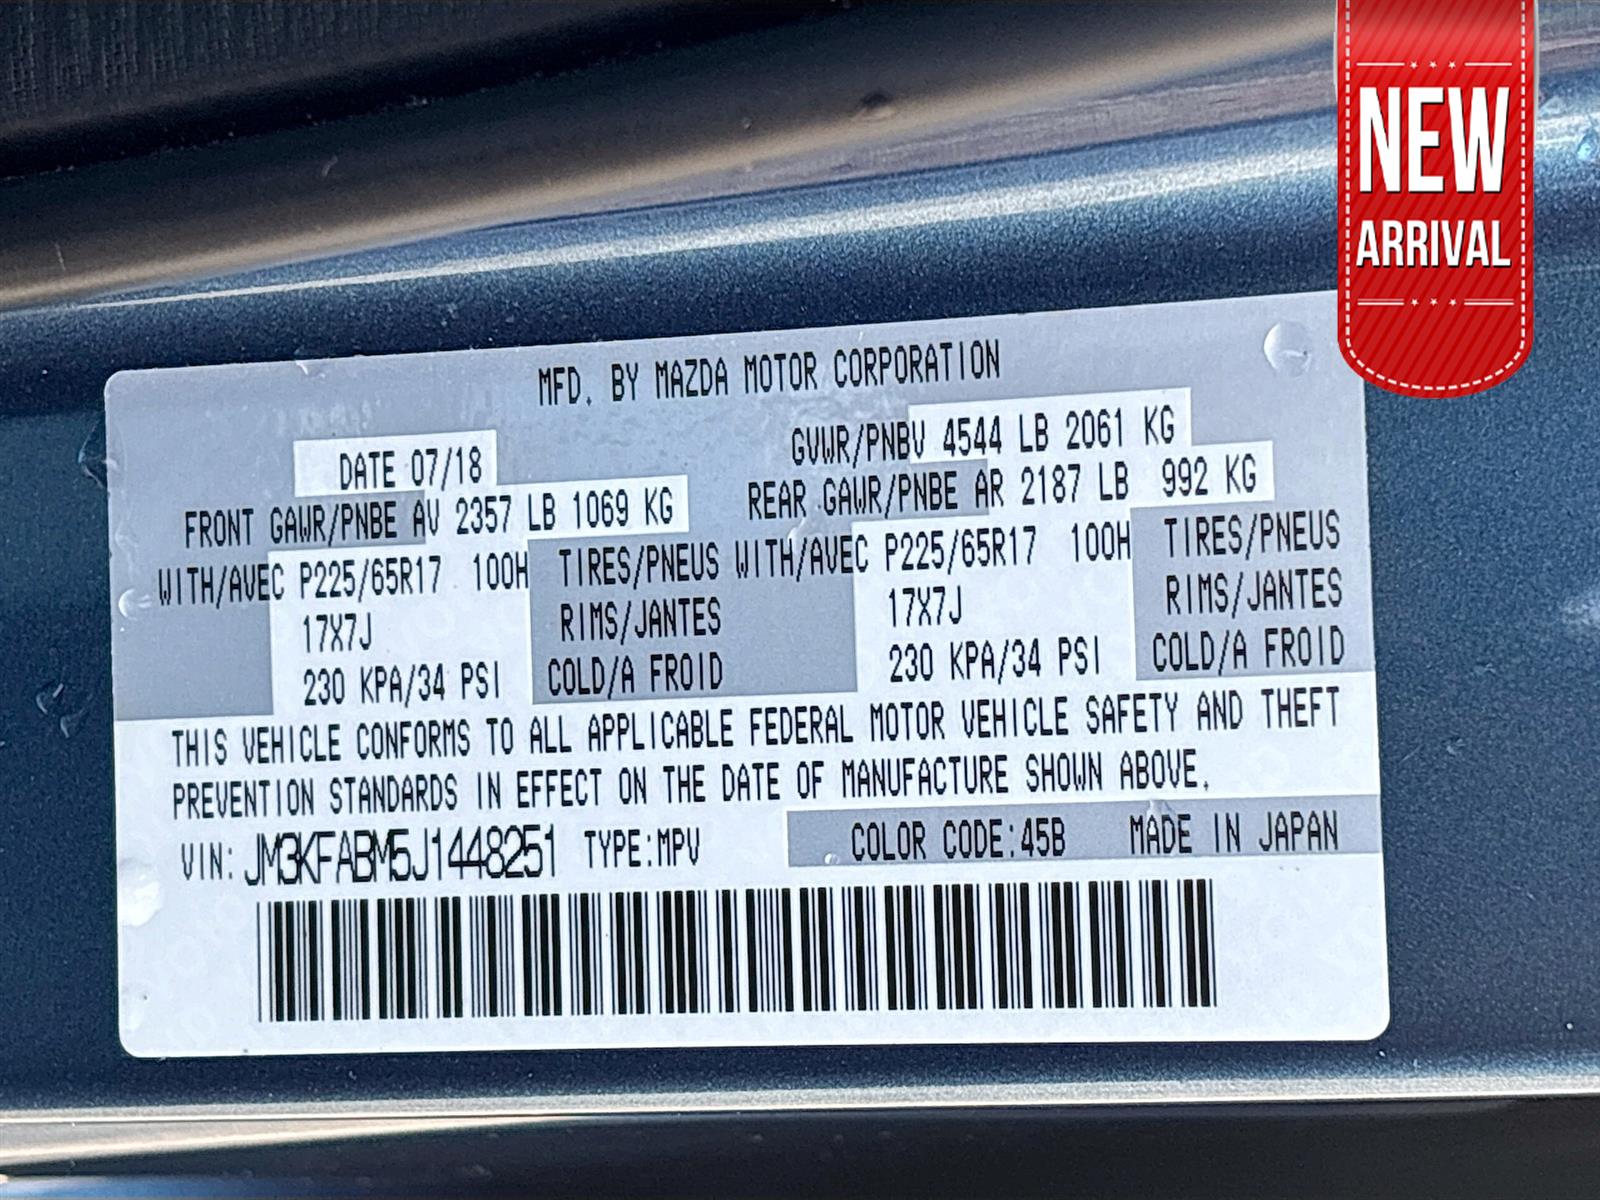 NEW
ARRIVAL
MFD. BY MAZDA MOTOR CORPORATION
DATE 07/18
GVWR/PNBV 4544 LB 2061 KG
FRONT GAWR/PNBE AV 2357 LB 1069 KG
REAR GAWR/PNBE AR 2187 LB 992 KG
WITH/AVEC P225/65R17 100H TIRES/PNEUS WITH/AVEC P225/65R17 100H TIRES/PNEUS
17X7J RIMS/JANTES 17X7J RIMS/JANTES
230 KPA/34 PSI COLD/A FROID 230 KPA/34 PSI COLD/A FROID
THIS VEHICLE CONFORMS TO ALL APPLICABLE FEDERAL MOTOR VEHICLE SAFETY AND THEFT
PREVENTION STANDARDS IN EFFECT ON THE DATE OF MANUFACTURE SHOWN ABOVE.
VIN: JM3KFABM5J1448251 TYPE:MPV COLOR CODE:45B MADE IN JAPAN